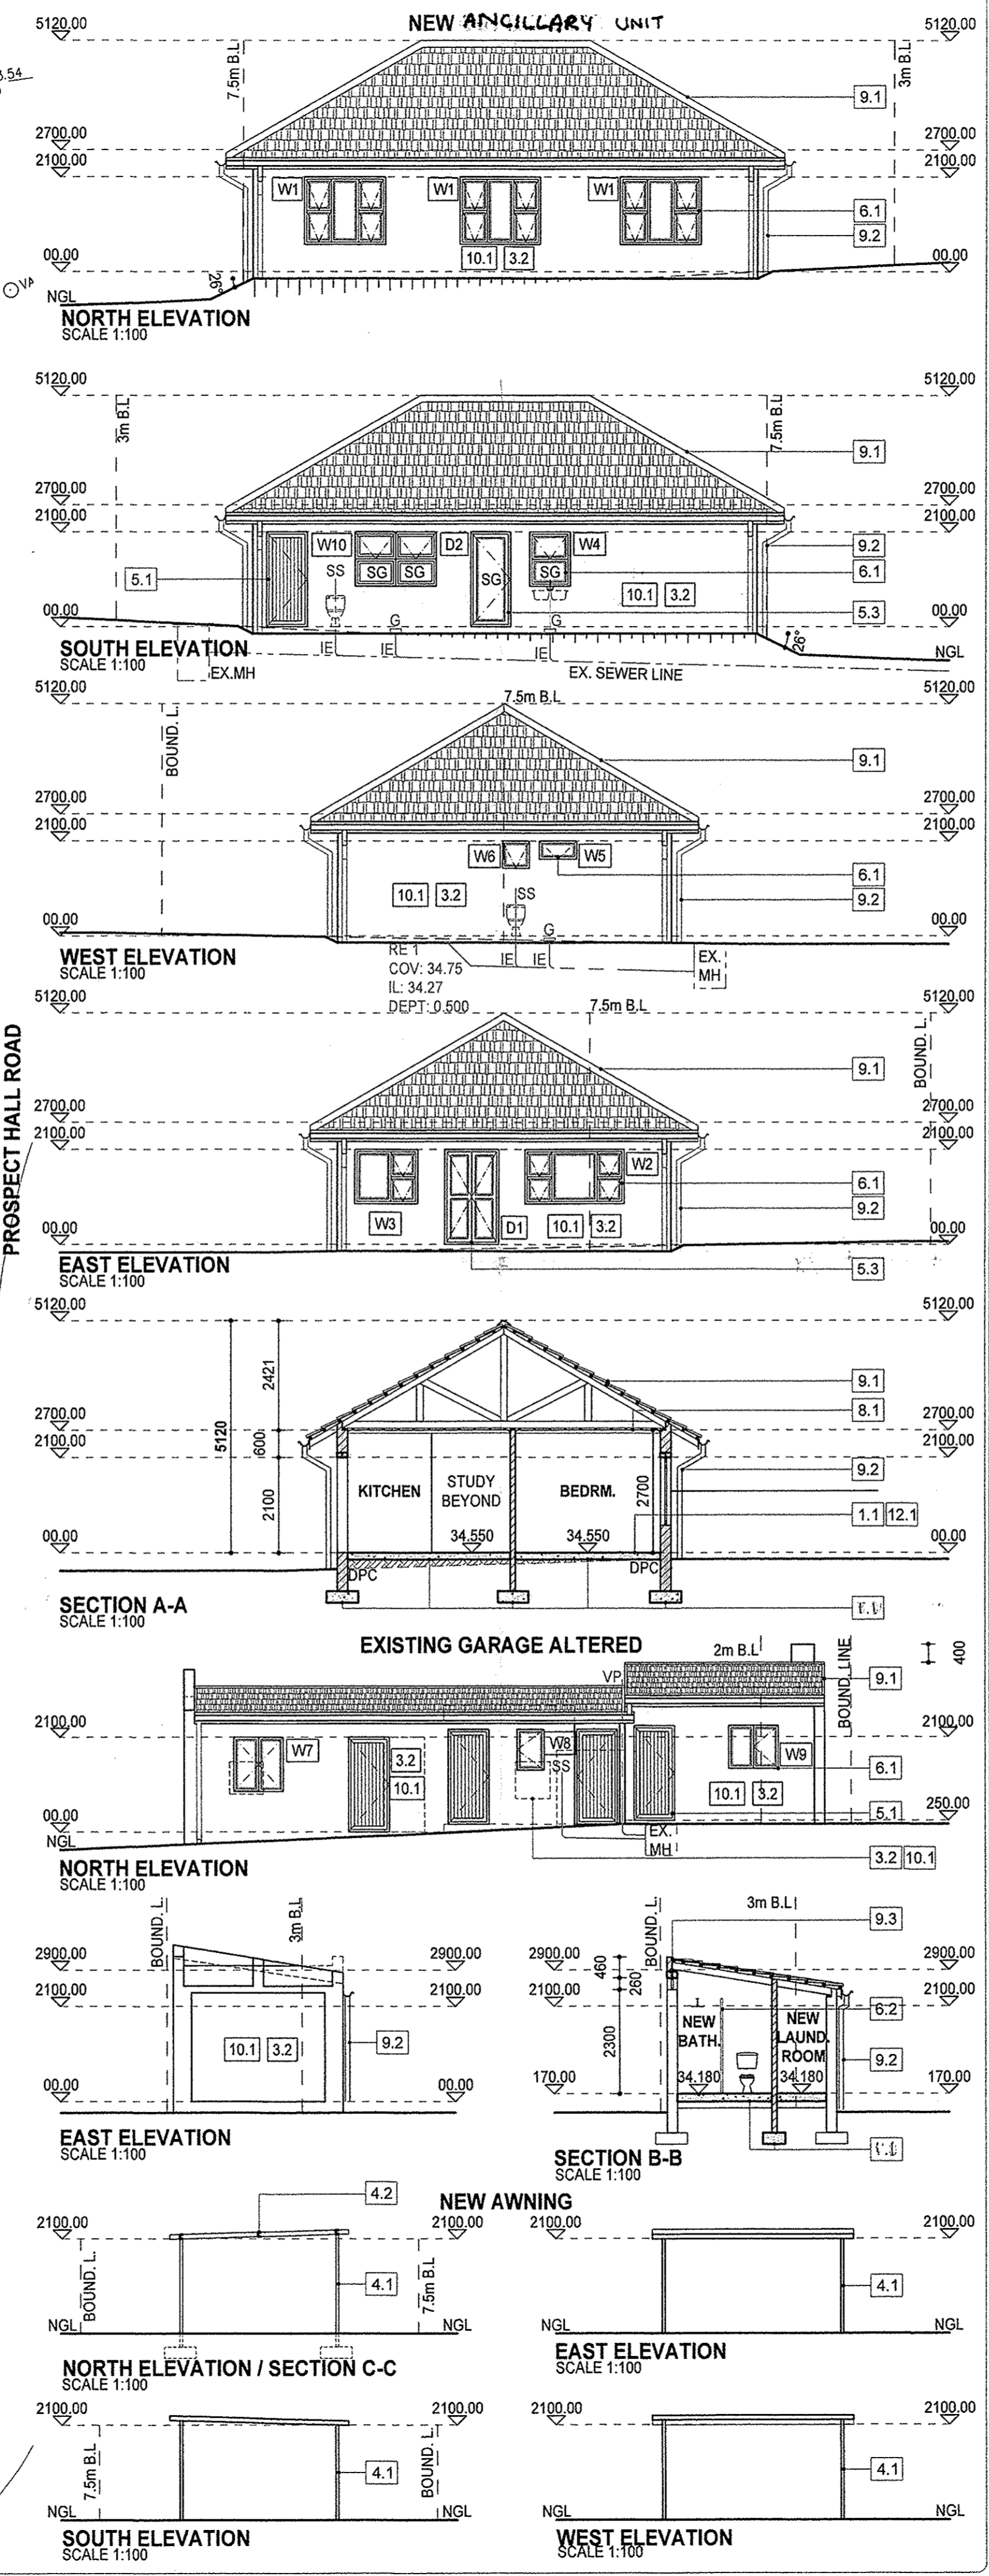 NEW ANCILLARY UNIT
5120.00 5120.00
7.5m B.L 3m B.L
9.1
2700.00 2700.00
2100.00 2100.00
W1 W1 W1
6.1
9.2
10.1 3.2
00.00 00.00
26°
NGL
NORTH ELEVATION
SCALE 1:100
5120.00 5120.00
3m B.L 7.5m B.L
9.1
2700.00 2700.00
2100.00 2100.00
W10 D2 W4 9.2
SS SG SG SG SG 6.1
5.1
10.1 3.2
5.3
00.00 G G 00.00
IE IE IE 26°
SOUTH ELEVATION NGL
SCALE 1:100
EX.MH EX. SEWER LINE
7.5m B.L
5120.00 5120.00
BOUND. L.
9.1
2700.00 2700.00
2100.00 2100.00
W6 W5
6.1
10.1 3.2 SS 9.2
00.00 G 00.00
WEST ELEVATION
SCALE 1:100
RE 1 IE IE EX.
COV: 34.75 MH
IL: 34.27
DEPT: 0.500
5120.00 7.5m B.L 5120.00
BOUND. L.
PROSPECT HALL ROAD
9.1
2700.00 2700.00
2100.00 2100.00
W2
6.1
9.2
W3 D1 10.1 3.2
00.00 00.00
EAST ELEVATION
SCALE 1:100
5.3
5120.00 5120.00
2421
5120
9.1
8.1
2700.00 2700.00
600
2100.00 2100.00
9.2
KITCHEN STUDY BEYOND BEDRM.
2100 2700
1.1 12.1
34.550 34.550
00.00 00.00
DPC DPC
SECTION A-A
SCALE 1:100
EXISTING GARAGE ALTERED
2m B.L BOUND LINE 400
VP 9.1
2100.00 2100.00
W7 W8 W9
3.2 SS 6.1
10.1 10.1 3.2
5.1
00.00 250.00
NGL EX.
MH
NORTH ELEVATION
SCALE 1:100
3.2 10.1
BOUND. L. 3m B.L
2900.00 2900.00
2100.00 2100.00
10.1 3.2 9.2
00.00 00.00
EAST ELEVATION
SCALE 1:100
BOUND. L. 3m B.L
9.3
2900.00 460 2900.00
2100.00 260 2100.00
6.2
NEW NEW
BATH. LAUND.
ROOM
2300 9.2
170.00 34.180 34.180 170.00
SECTION B-B
SCALE 1:100
NEW AWNING
4.2
2100.00 2100.00
BOUND. L. 7.5m B.L
4.1
NGL NGL
NORTH ELEVATION / SECTION C-C
SCALE 1:100
2100.00 2100.00
4.1
NGL NGL
EAST ELEVATION
SCALE 1:100
2100.00 2100.00
7.5m B.L BOUND. L.
4.1
NGL NGL
SOUTH ELEVATION
SCALE 1:100
2100.00 2100.00
4.1
NGL NGL
WEST ELEVATION
SCALE 1:100